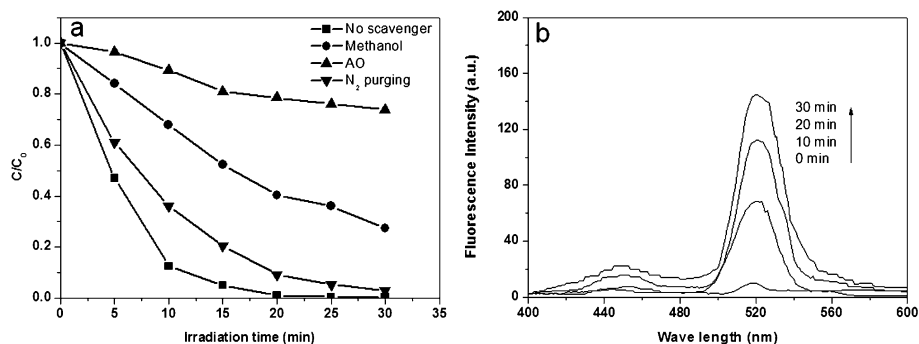 a
No scavenger
Methanol
AO
N₂ purging
C/C₀
1.0
0.8
0.6
0.4
0.2
0.0
0 5 10 15 20 25 30 35
Irradiation time (min)
b
30 min
20 min
10 min
0 min
Fluorescence Intensity (a.u.)
200
160
120
80
40
0
400 440 480 520 560 600
Wave length (nm)